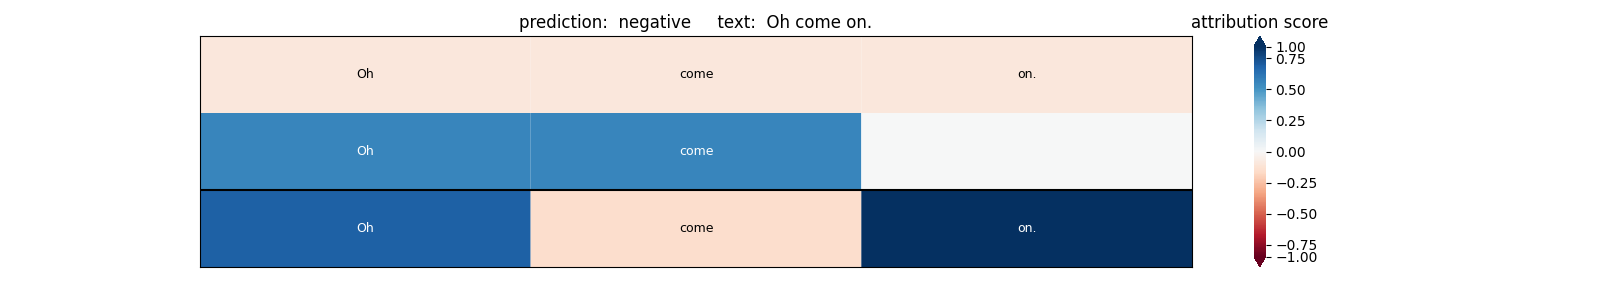 prediction:  negative     text:  Oh come on.
attribution score
Oh come on.
Oh come
Oh come on.
1.00
0.75
0.50
0.25
0.00
−0.25
−0.50
−0.75
−1.00